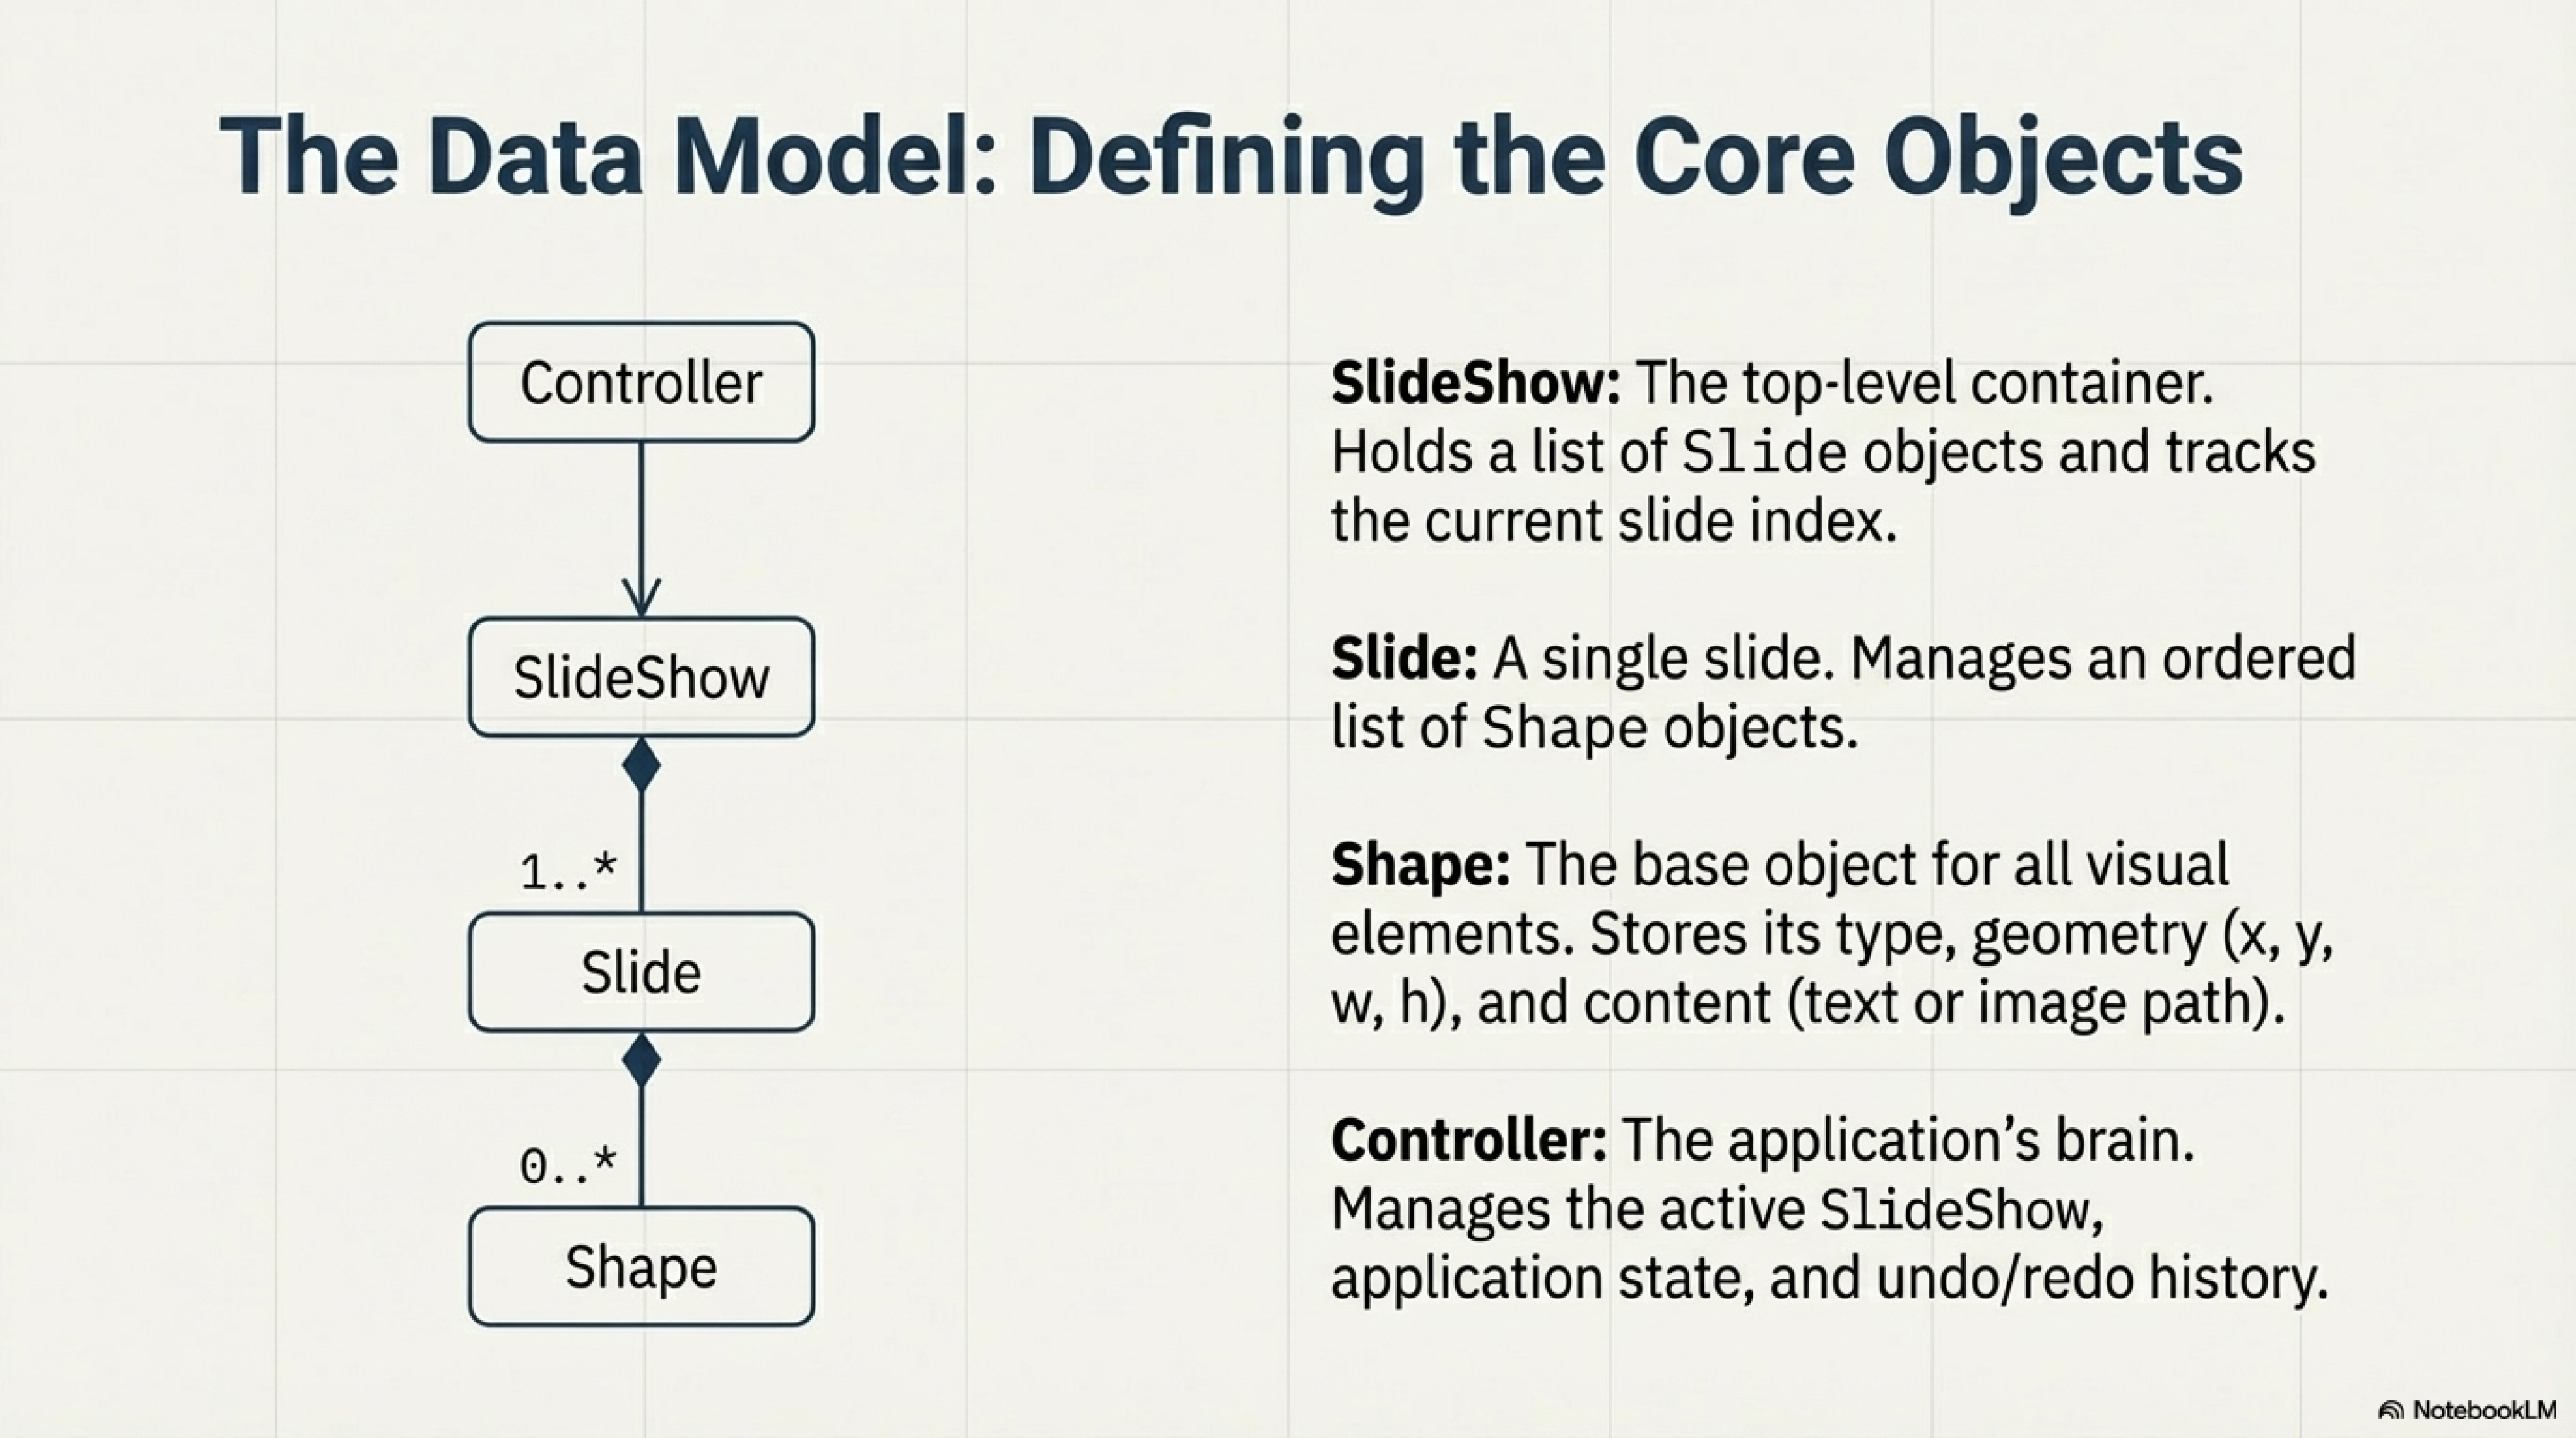 The Data Model: Defining the Core Objects
Controller
SlideShow
1..*
Slide
0..*
Shape
SlideShow: The top-level container.
Holds a list of Slide objects and tracks
the current slide index.
Slide: A single slide. Manages an ordered
list of Shape objects.
Shape: The base object for all visual
elements. Stores its type, geometry (x, y,
w, h), and content (text or image path).
Controller: The application’s brain.
Manages the active SlideShow,
application state, and undo/redo history.
NotebookLM